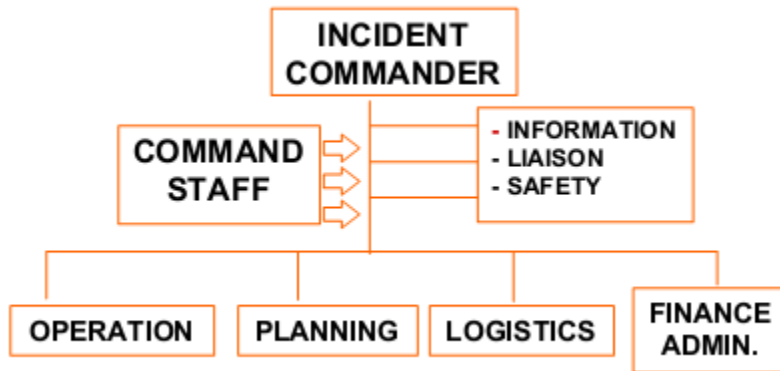 INCIDENT
COMMANDER
COMMAND
STAFF
- INFORMATION
- LIAISON
- SAFETY
OPERATION
PLANNING
LOGISTICS
FINANCE
ADMIN.